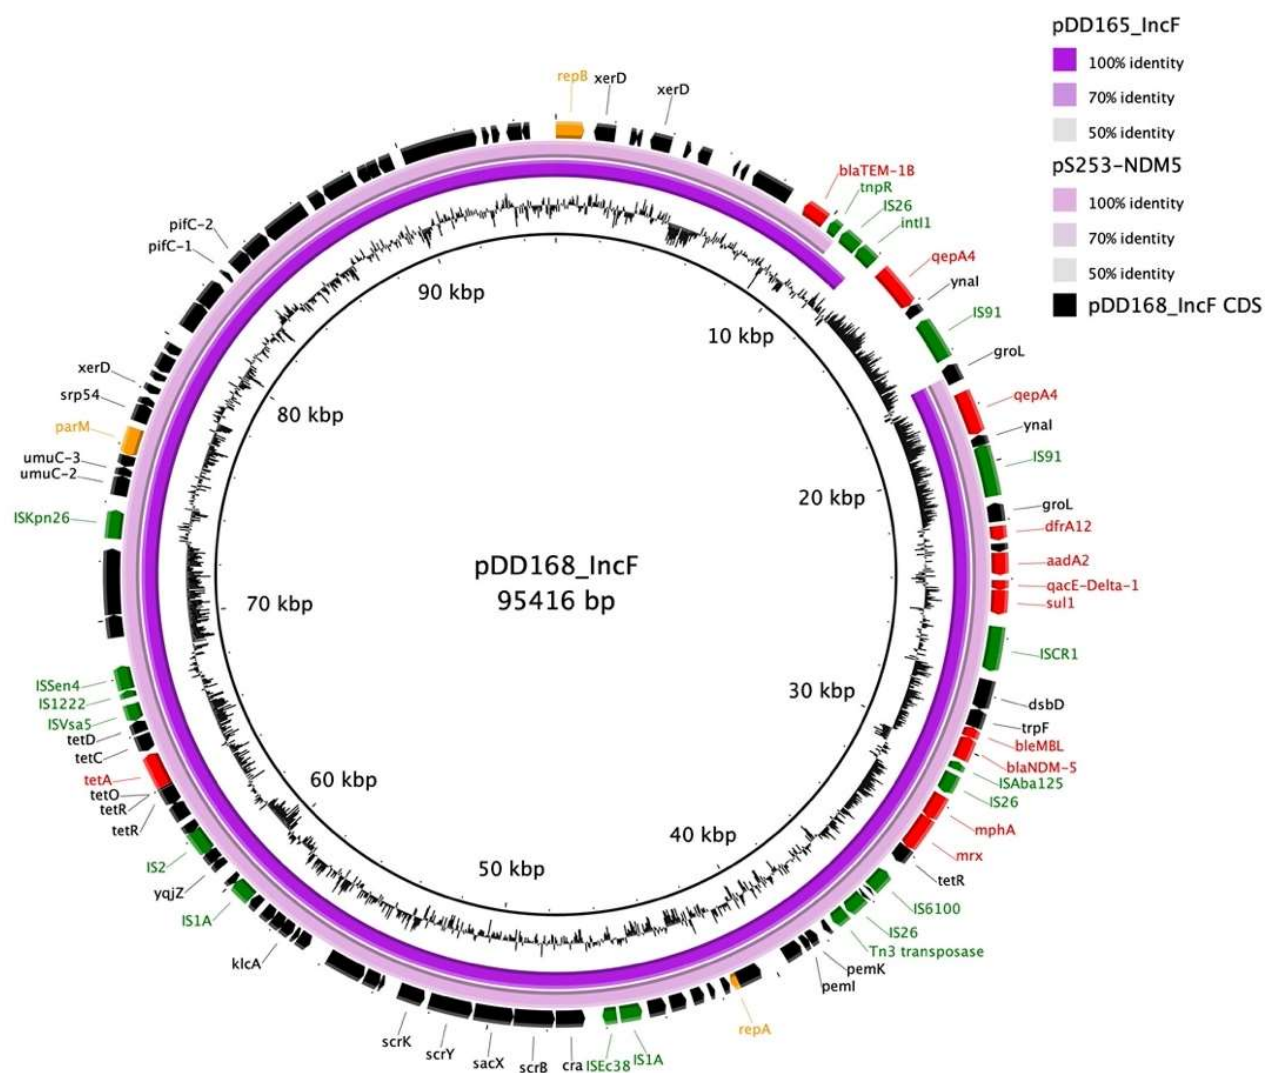 pDD165_IncF
100% identity
70% identity
50% identity
pS253-NDM5
100% identity
70% identity
50% identity
pDD168_IncF CDS
repB
xerD
xerD
blaTEM-1B
tnpR
IS26
intI1
qepA4
ynaI
IS91
groL
qepA4
ynaI
IS91
groL
dfrA12
aadA2
qacE-Delta-1
sul1
ISCR1
dsbD
trpF
bleMBL
blaNDM-5
ISAba125
IS26
mphA
mrx
tetR
IS6100
IS26
Tn3 transposase
pemK
pemI
repA
IS1A
ISEc38
cra
scrB
sacX
scrY
scrK
klcA
IS1A
yqjZ
IS2
tetR
tetR
tetO
tetA
tetC
tetD
ISVsa5
IS1222
ISSen4
ISKpn26
umuC-2
umuC-3
parM
srp54
xerD
pifC-1
pifC-2
10 kbp
20 kbp
30 kbp
40 kbp
50 kbp
60 kbp
70 kbp
80 kbp
90 kbp
pDD168_IncF
95416 bp